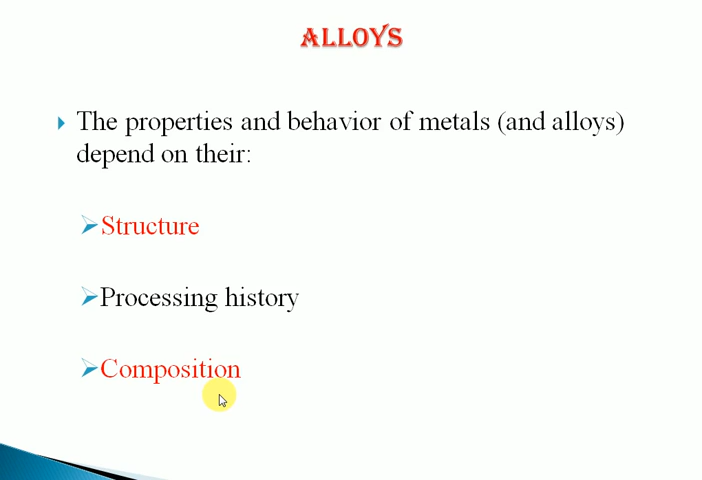 ALLOYS
The properties and behavior of metals (and alloys)
depend on their:
Structure
Processing history
Composition